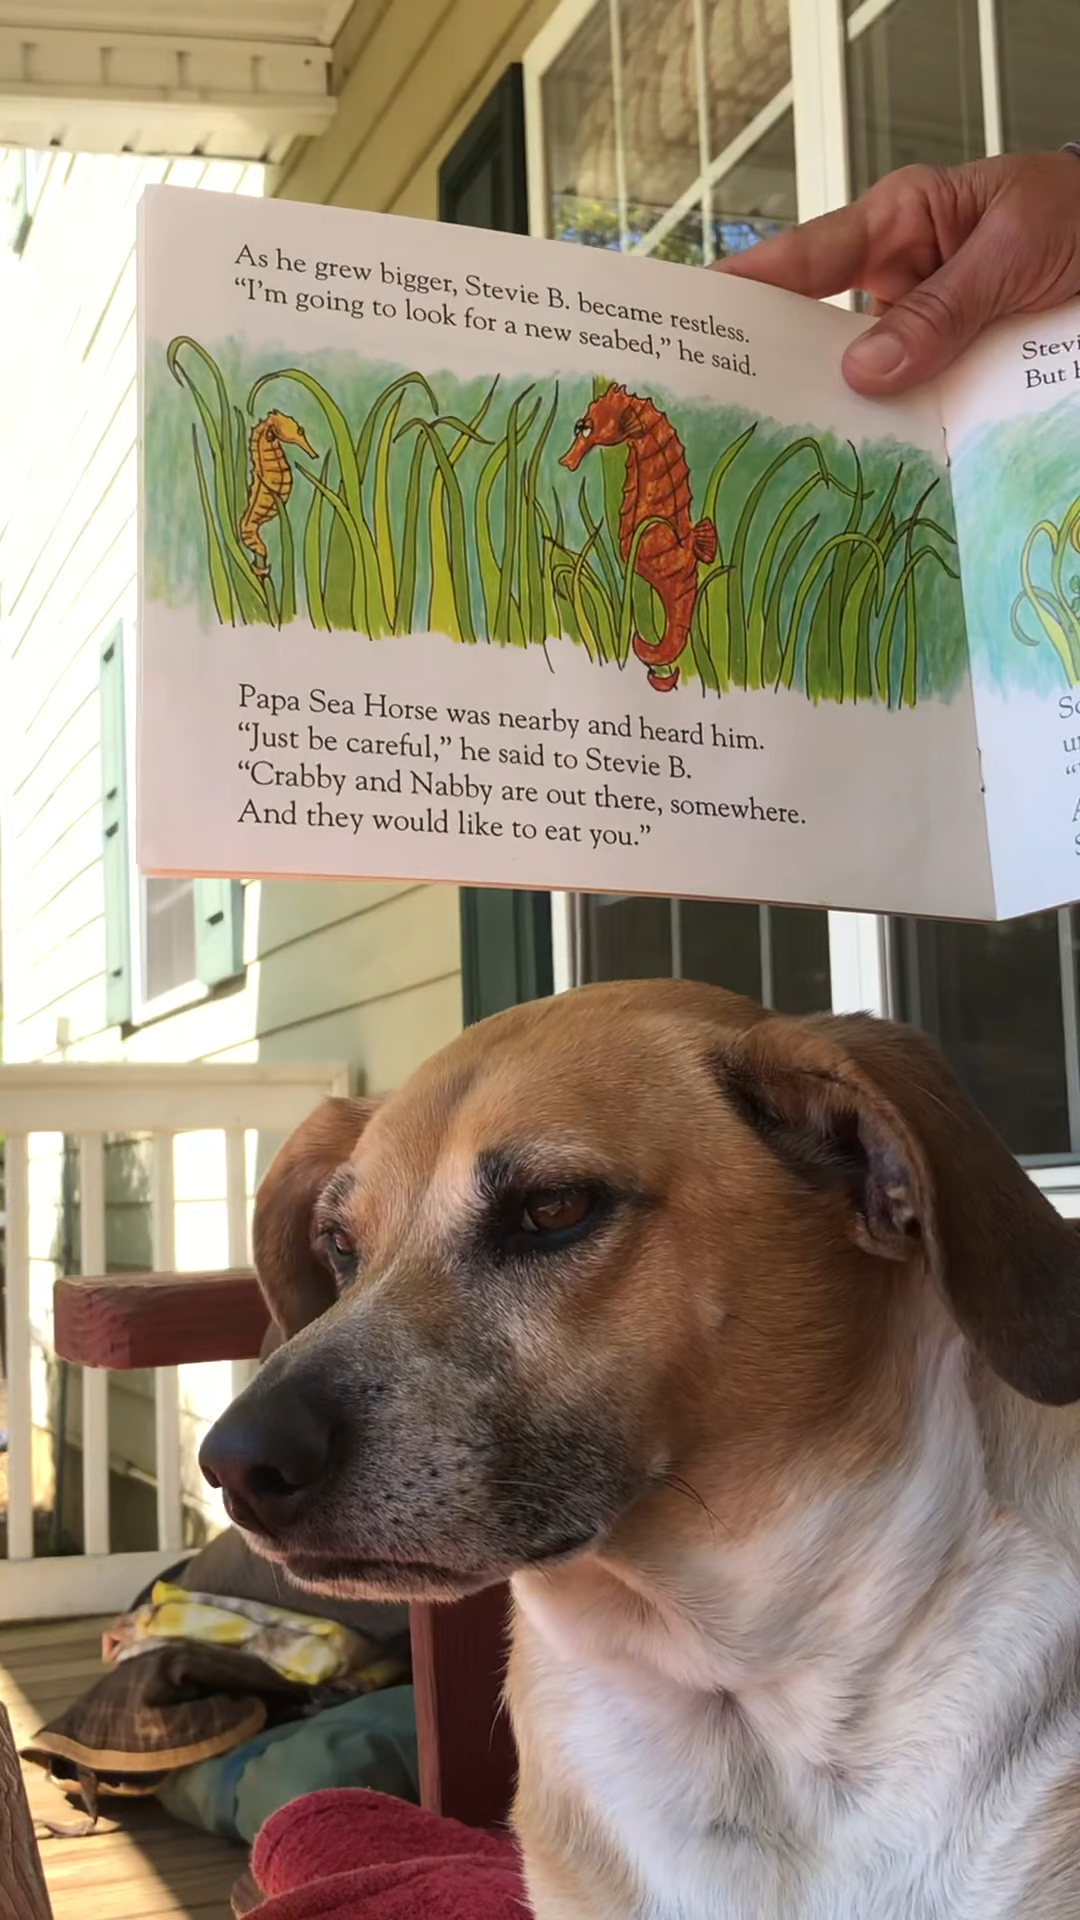 As he grew bigger, Stevie B. became restless.
“I’m going to look for a new seabed,” he said.
Papa Sea Horse was nearby and heard him.
“Just be careful,” he said to Stevie B.
“Crabby and Nabby are out there, somewhere.
And they would like to eat you.”
Stevi
But